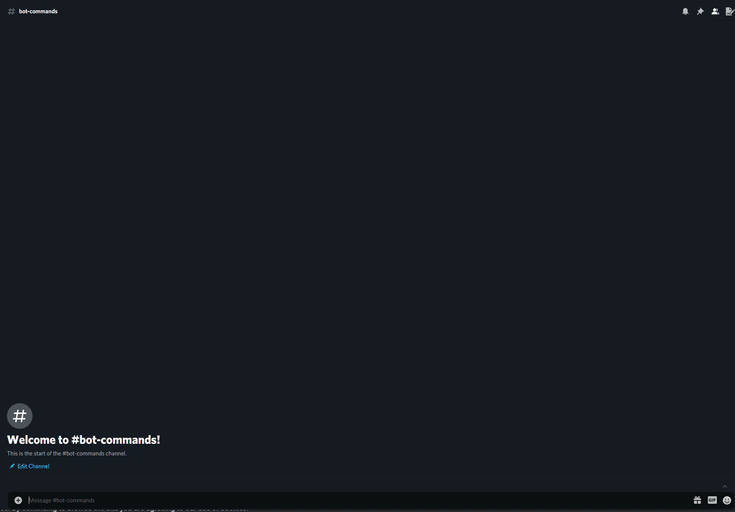 # bot-commands
#
Welcome to #bot-commands!
This is the start of the #bot-commands channel.
Edit Channel
Message #bot-commands
GIF